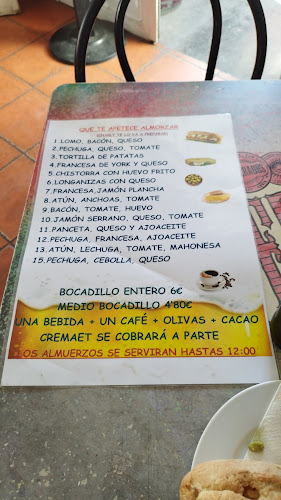 QUE TE APETECE ALMORZAR
1.LOMO, BACÓN, QUESO
2.PECHUGA, QUESO, TOMATE
3.TORTILLA DE PATATAS
4.FRANCESA DE YORK y QUESO
5.CHISTORRA CON HUEVO FRITO
6.LONGANIZAS CON QUESO
7.FRANCESA,JAMÓN PLANCHA
8.ATÚN, ANCHOAS, TOMATE
9.BACÓN, TOMATE, HUEVO
10.JAMÓN SERRANO, QUESO, TOMATE
11.PANCETA, QUESO Y AJOACEITE
12.PECHUGA, FRANCESA, AJOACEITE
13.ATÚN, LECHUGA, TOMATE, MAHONESA
15.PECHUGA, CEBOLLA, QUESO
BOCADILLO ENTERO 6€
MEDIO BOCADILLO 4'80€
UNA BEBIDA + UN CAFÉ + OLIVAS + CACAO
CREMAET SE COBRARÁ A PARTE
LOS ALMUERZOS SE SERVIRAN HASTAS 12:00